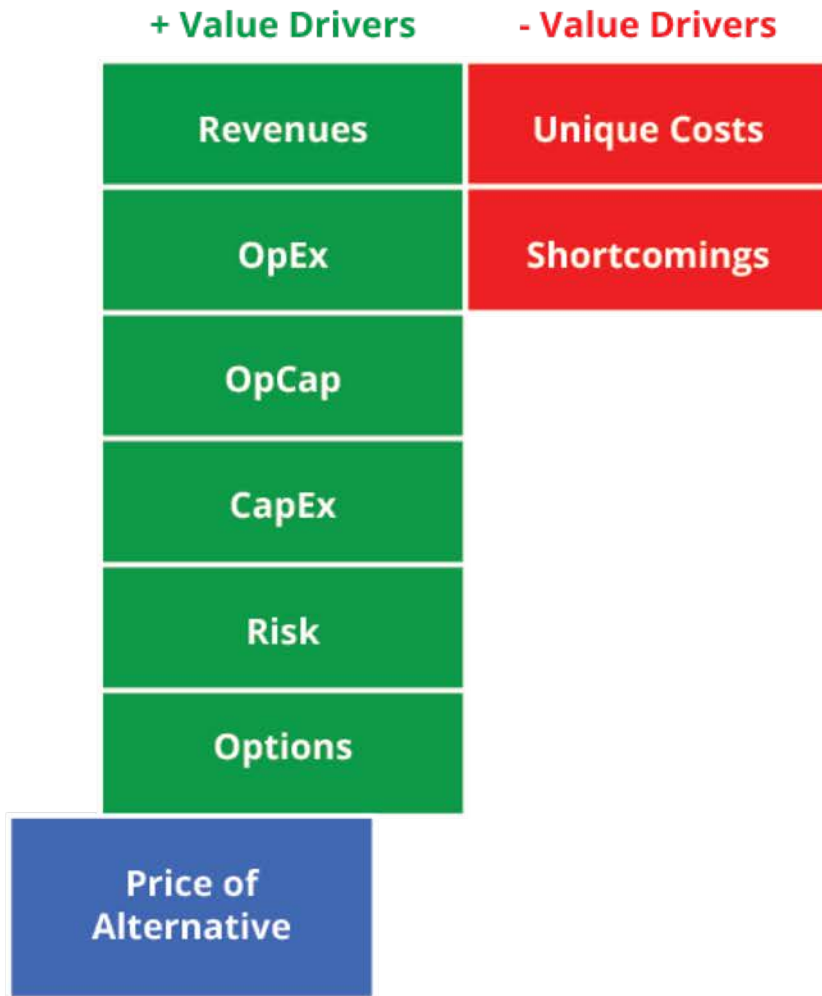 + Value Drivers
- Value Drivers
Revenues
Unique Costs
OpEx
Shortcomings
OpCap
CapEx
Risk
Options
Price of
Alternative